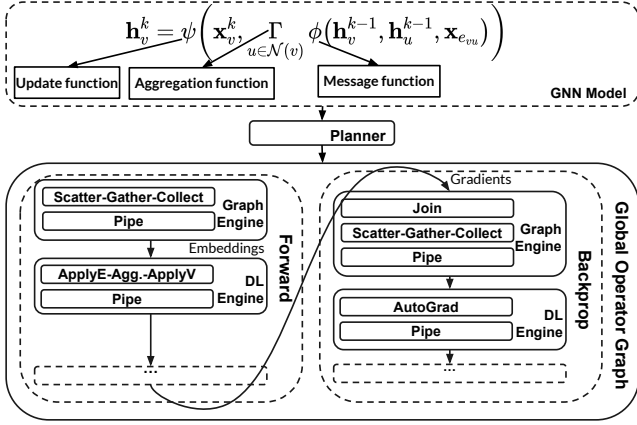 h_v^k = ψ(x_v^k, Γ_{u∈N(v)} ϕ(h_v^{k−1}, h_u^{k−1}, x_{e_{vu}}))
Update function
Aggregation function
Message function
GNN Model
Planner
Scatter-Gather-Collect
Pipe
Graph
Engine
Embeddings
ApplyE-Agg.-ApplyV
Pipe
DL
Engine
...
Forward
Gradients
Join
Scatter-Gather-Collect
Pipe
Graph
Engine
AutoGrad
Pipe
DL
Engine
...
Backprop
Global Operator Graph